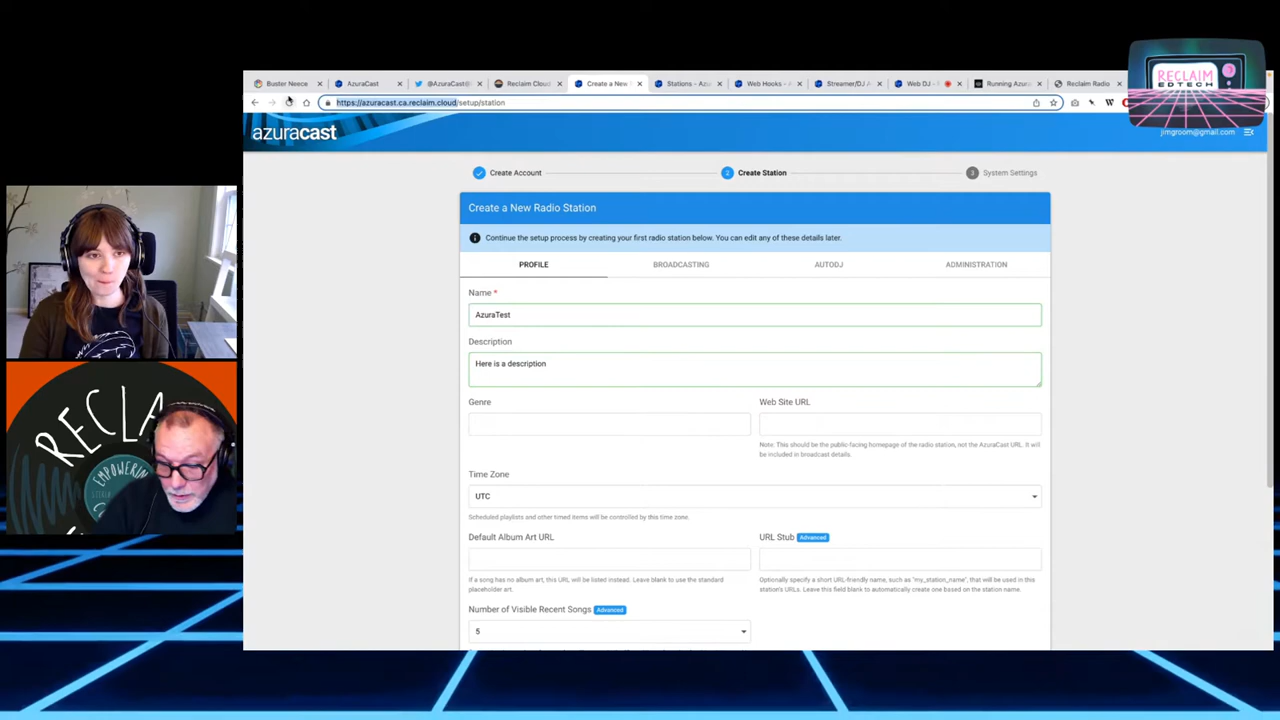 Buster Neece
AzuraCast
@AzuraCast@
Reclaim Cloud
Create a New
Stations - Azu
Web Hooks - A
Streamer/DJ A
Web DJ -
Running Azura
Reclaim Radio
RECLAIM
EDTECH
https://azuracast.ca.reclaim.cloud/setup/station
azuracast
jimgroom@gmail.com
Create Account
2
Create Station
3
System Settings
Create a New Radio Station
Continue the setup process by creating your first radio station below. You can edit any of these details later.
PROFILE
BROADCASTING
AUTODJ
ADMINISTRATION
Name *
AzuraTest
Description
Here is a description
Genre
Web Site URL
Note: This should be the public-facing homepage of the radio station, not the AzuraCast URL. It will
be included in broadcast details.
Time Zone
UTC
Scheduled playlists and other timed items will be controlled by this time zone.
Default Album Art URL
URL Stub Advanced
If a song has no album art, this URL will be listed instead. Leave blank to use the standard
placeholder art.
Optionally specify a short URL-friendly name, such as "my_station_name", that will be used in this
station's URLs. Leave this field blank to automatically create one based on the station name.
Number of Visible Recent Songs Advanced
5
RECLA
EMPOWERING